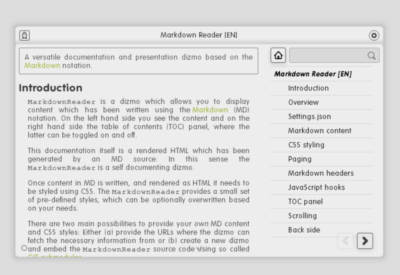 Markdown Reader [EN]
A versatile documentation and presentation dizmo based on the
Markdown notation.
Introduction
MarkdownReader is a dizmo which allows you to display
content which has been written using the Markdown (MD)
notation. On the left hand side you see the content and on the
right hand side the table of contents (TOC) panel, where the
latter can be toggled on and off.
This documentation itself is a rendered HTML which has been
generated by an MD source: In this sense the
MarkdownReader is a self documenting dizmo.
Once content in MD is written, and rendered as HTML it needs to
be styled using CSS. The MarkdownReader provides a small set
of pre-defined styles, which can be optionally overwritten based
on your needs.
There are two main possibilities to provide your own MD content
and CSS styles: Either (a) provide the URLs where the dizmo can
fetch the necessary information from or (b) create a new dizmo
and embed the MarkdownReader source code using so called
Git submodules
Markdown Reader [EN]
Introduction
Overview
Settings.json
Markdown content
CSS styling
Paging
Markdown headers
JavaScript hooks
TOC panel
Scrolling
Back side